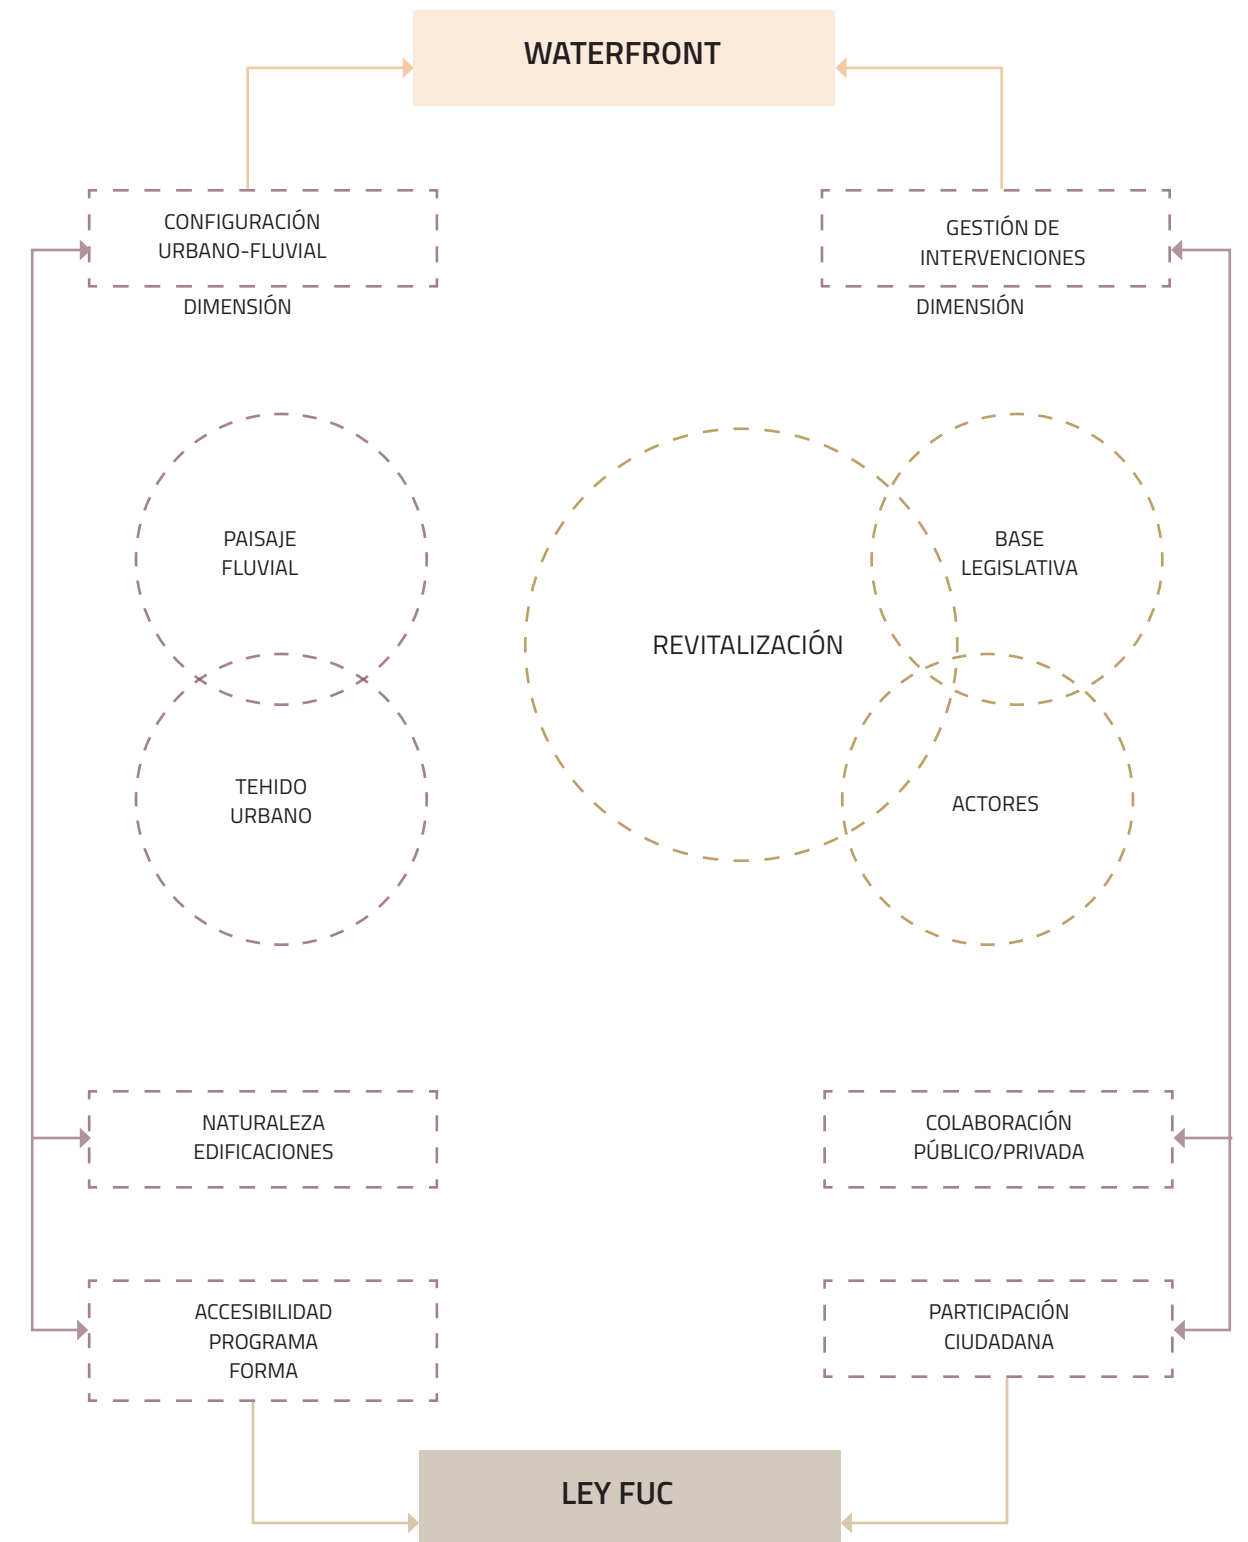 WATERFRONT
CONFIGURACIÓN
URBANO-FLUVIAL
DIMENSIÓN
GESTIÓN DE
INTERVENCIONES
DIMENSIÓN
PAISAJE
FLUVIAL
TEHIDO
URBANO
REVITALIZACIÓN
BASE
LEGISLATIVA
ACTORES
NATURALEZA
EDIFICACIONES
COLABORACIÓN
PÚBLICO/PRIVADA
ACCESIBILIDAD
PROGRAMA
FORMA
PARTICIPACIÓN
CIUDADANA
LEY FUC